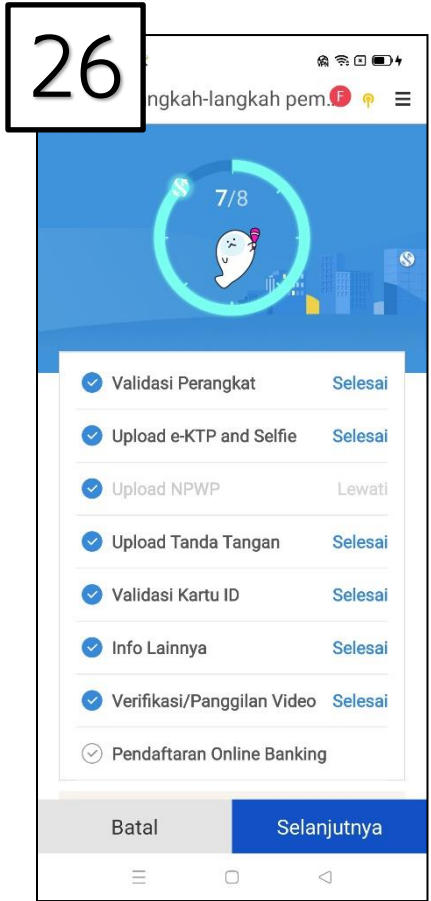 26
ngkah-langkah pem...
F
7/8
Validasi Perangkat Selesai
Upload e-KTP and Selfie Selesai
Upload NPWP Lewati
Upload Tanda Tangan Selesai
Validasi Kartu ID Selesai
Info Lainnya Selesai
Verifikasi/Panggilan Video Selesai
Pendaftaran Online Banking
Batal Selanjutnya